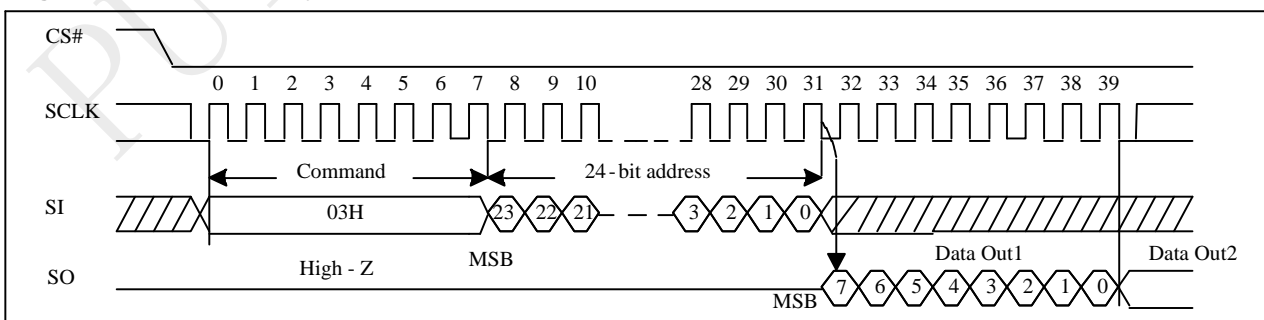 CS#
0 1 2 3 4 5 6 7 8 9 10 28 29 30 31 32 33 34 35 36 37 38 39
SCLK
Command 24-bit address
SI 03H 23 22 21 3 2 1 0
High - Z MSB Data Out1 Data Out2
SO MSB 7 6 5 4 3 2 1 0